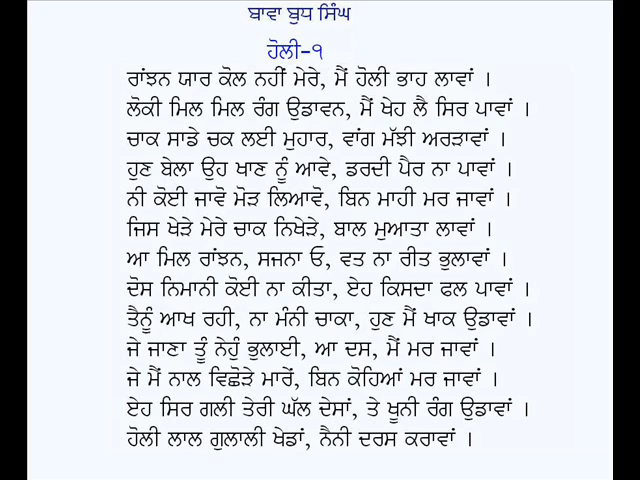 ਬਾਵਾ ਬੁਧ ਸਿੰਘ
ਹੋਲੀ-੧
ਰਾਂਝਨ ਯਾਰ ਕੋਲ ਨਹੀਂ ਮੇਰੇ, ਮੈਂ ਹੋਲੀ ਭਾਹ ਲਾਵਾਂ ।
ਲੋਕੀ ਮਿਲ ਮਿਲ ਰੰਗ ਉਡਾਵਨ, ਮੈਂ ਖੇਹ ਲੈ ਸਿਰ ਪਾਵਾਂ ।
ਚਾਕ ਸਾਡੇ ਚਕ ਲਈ ਮੁਹਾਰ, ਵਾਂਗ ਮੱਝੀ ਅਰੜਾਵਾਂ ।
ਹੁਣ ਬੇਲਾ ਉਹ ਖਾਣ ਨੂੰ ਆਵੇ, ਡਰਦੀ ਪੈਰ ਨਾ ਪਾਵਾਂ ।
ਨੀ ਕੋਈ ਜਾਵੋ ਮੋੜ ਲਿਆਵੋ, ਬਿਨ ਮਾਹੀ ਮਰ ਜਾਵਾਂ ।
ਜਿਸ ਖੇੜੇ ਮੇਰੇ ਚਾਕ ਨਿਖੇੜੇ, ਬਾਲ ਮੁਆਤਾ ਲਾਵਾਂ ।
ਆ ਮਿਲ ਰਾਂਝਨ, ਸਜਨਾ ਓ, ਵਤ ਨਾ ਰੀਤ ਭੁਲਾਵਾਂ ।
ਦੋਸ ਨਿਮਾਨੀ ਕੋਈ ਨਾ ਕੀਤਾ, ਏਹ ਕਿਸਦਾ ਫਲ ਪਾਵਾਂ ।
ਤੈਨੂੰ ਆਖ ਰਹੀ, ਨਾ ਮੰਨੀ ਚਾਕਾ, ਹੁਣ ਮੈਂ ਖਾਕ ਉਡਾਵਾਂ ।
ਜੇ ਜਾਣਾ ਤੂੰ ਨੇਹੁੰ ਭੁਲਾਈ, ਆ ਦਸ, ਮੈਂ ਮਰ ਜਾਵਾਂ ।
ਜੇ ਮੈਂ ਨਾਲ ਵਿਛੋੜੇ ਮਾਰੇਂ, ਬਿਨ ਕੋਹਿਆਂ ਮਰ ਜਾਵਾਂ ।
ਏਹ ਸਿਰ ਗਲੀ ਤੇਰੀ ਘੱਲ ਦੇਸਾਂ, ਤੇ ਖੂਨੀ ਰੰਗ ਉਡਾਵਾਂ ।
ਹੋਲੀ ਲਾਲ ਗੁਲਾਲੀ ਖੇਡਾਂ, ਨੈਨੀ ਦਰਸ ਕਰਾਵਾਂ ।